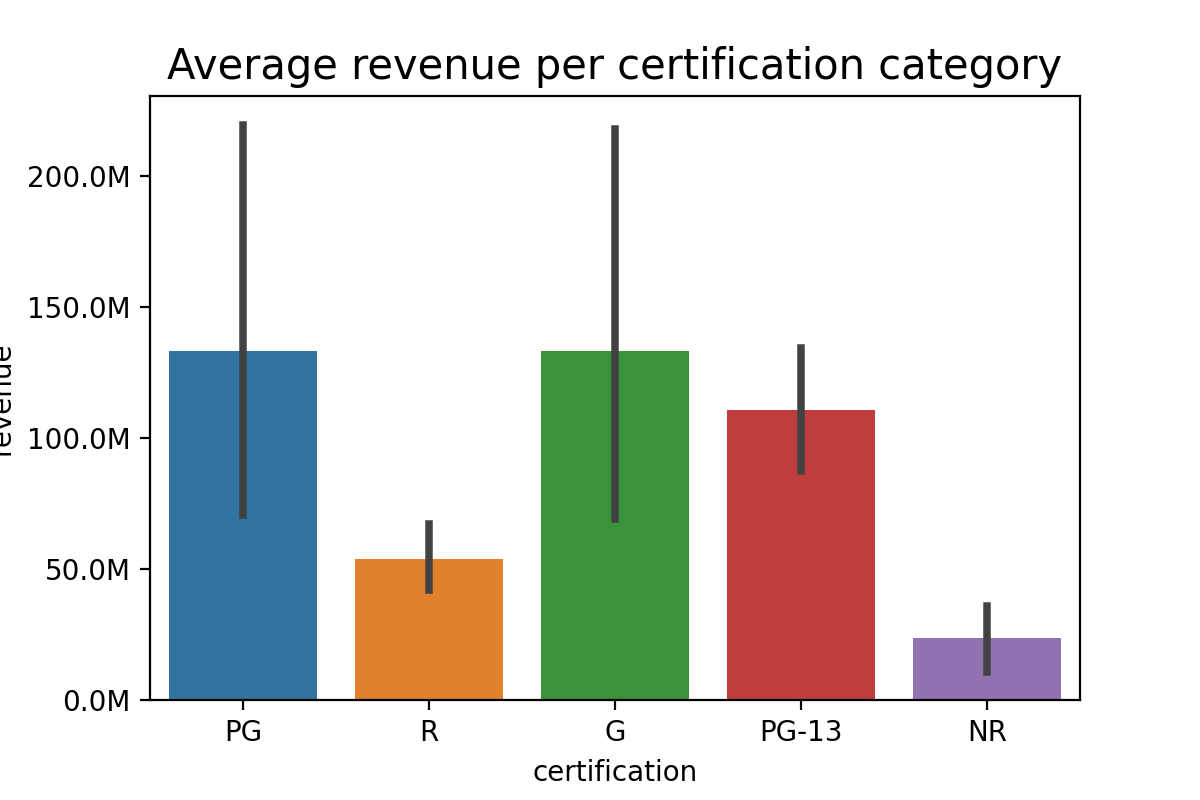 Average revenue per certification category
200.0M
150.0M
100.0M
50.0M
0.0M
revenue
PG R G PG-13 NR
certification